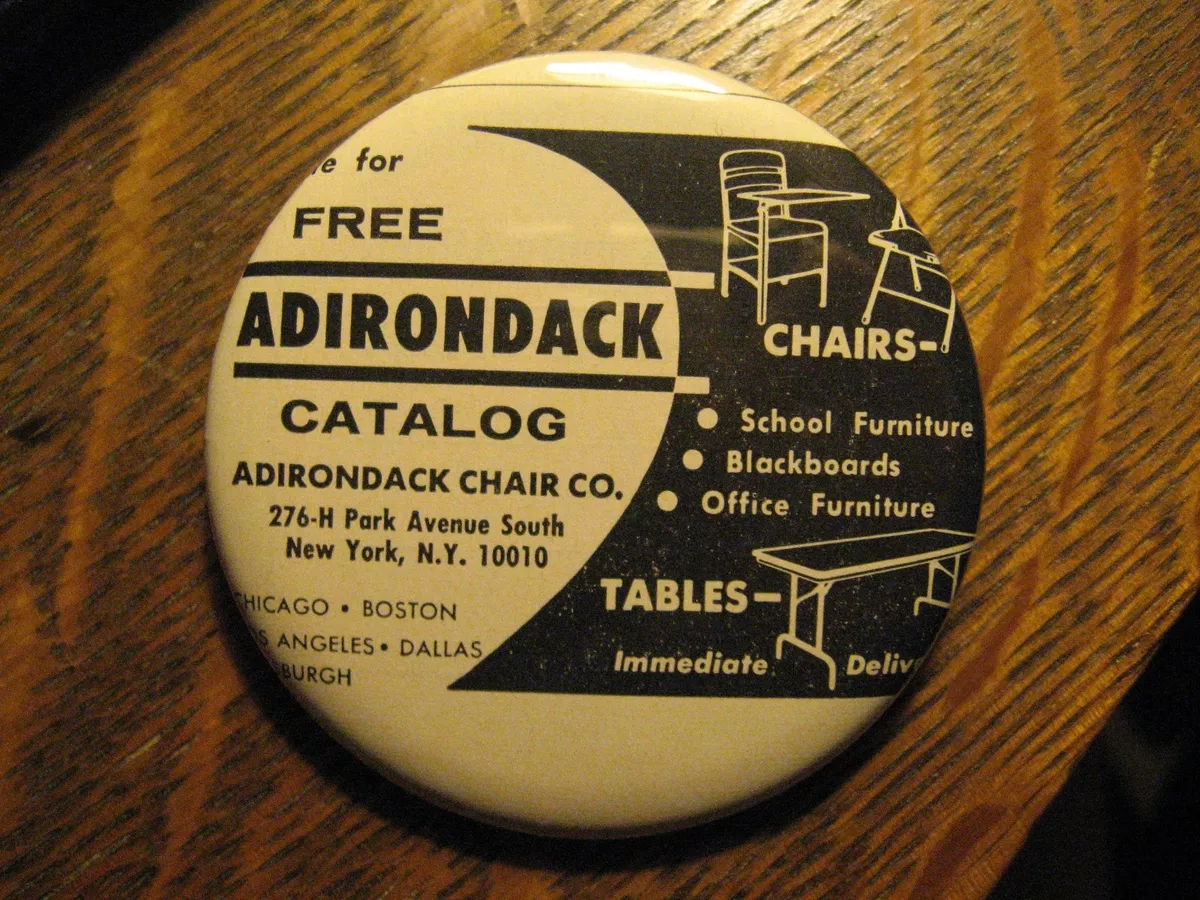 e for
FREE
ADIRONDACK
CATALOG
ADIRONDACK CHAIR CO.
276-H Park Avenue South
New York, N.Y. 10010
HICAGO • BOSTON
S ANGELES • DALLAS
BURGH
CHAIRS-
• School Furniture
• Blackboards
• Office Furniture
TABLES-
Immediate Deliv